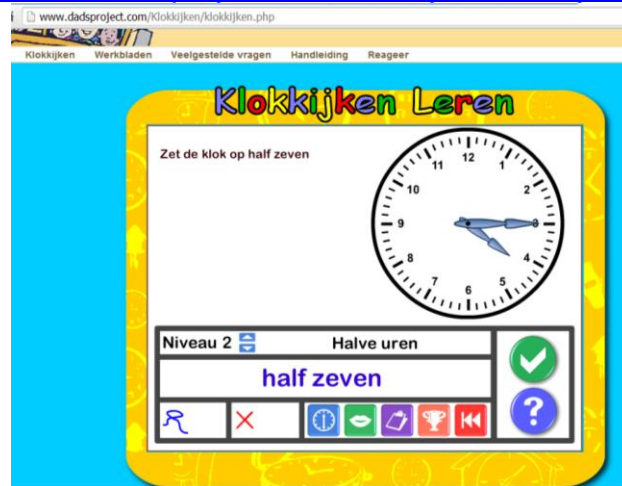 www.dadsproject.com/Klokkijken/klokkijken.php
Klokkijken Werkbladen Veelgestelde vragen Handleiding Reageer
Klokkijken Leren
Zet de klok op half zeven
12
11 1
10 2
9 3
8 4
7 5
6
Niveau 2 Halve uren
half zeven
?